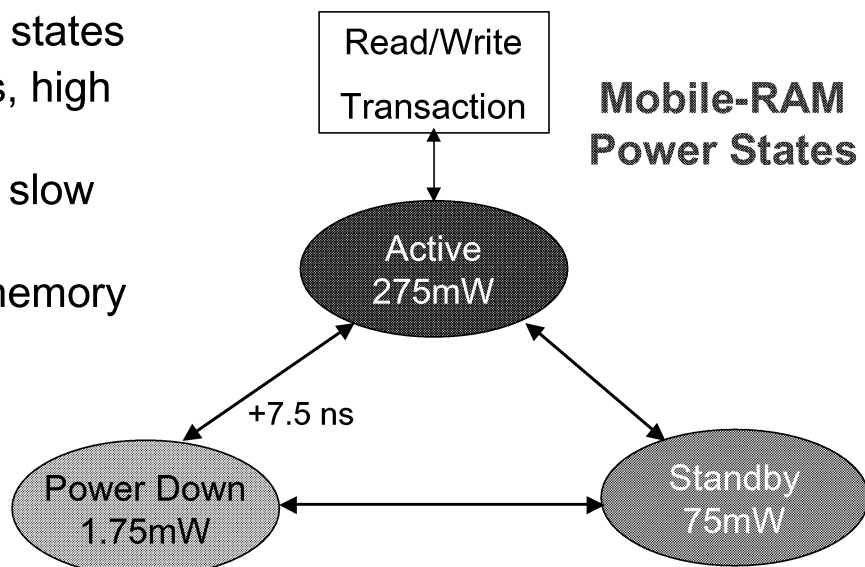 states
s, high
slow
memory
Read/Write
Transaction
Mobile-RAM
Power States
Active
275mW
+7.5 ns
Power Down
1.75mW
Standby
75mW